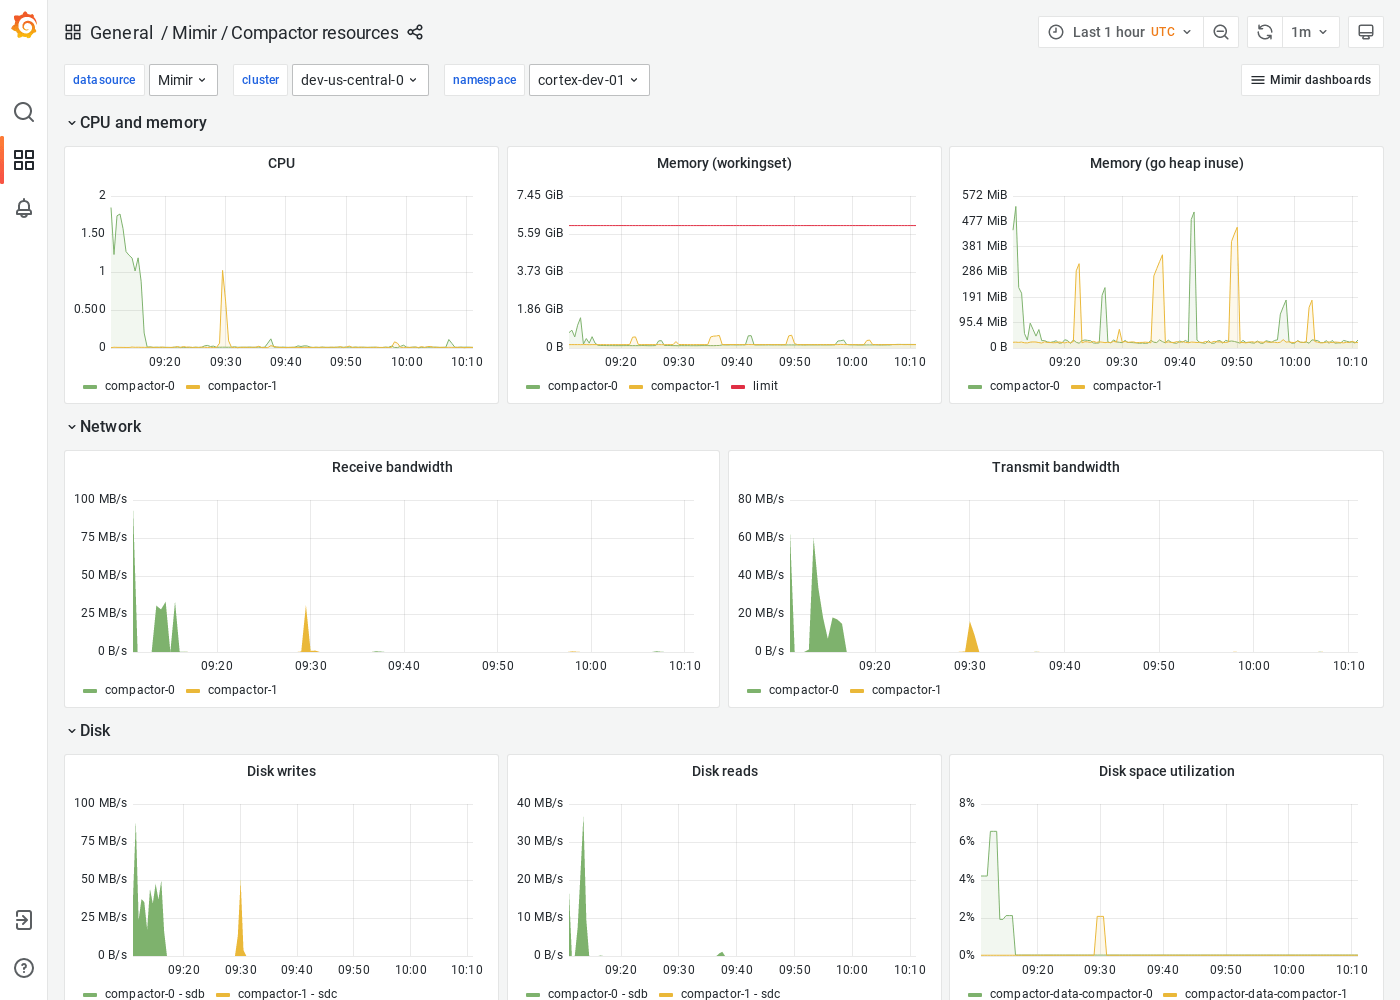 General / Mimir / Compactor resources
Last 1 hour UTC
1m
datasource Mimir cluster dev-us-central-0 namespace cortex-dev-01
Mimir dashboards
CPU and memory
CPU
2
1.50
1
0.500
0
09:20 09:30 09:40 09:50 10:00 10:10
compactor-0 compactor-1
Memory (workingset)
7.45 GiB
5.59 GiB
3.73 GiB
1.86 GiB
0 B
09:20 09:30 09:40 09:50 10:00 10:10
compactor-0 compactor-1 limit
Memory (go heap inuse)
572 MiB
477 MiB
381 MiB
286 MiB
191 MiB
95.4 MiB
0 B
09:20 09:30 09:40 09:50 10:00 10:10
compactor-0 compactor-1
Network
Receive bandwidth
100 MB/s
75 MB/s
50 MB/s
25 MB/s
0 B/s
09:20 09:30 09:40 09:50 10:00 10:10
compactor-0 compactor-1
Transmit bandwidth
80 MB/s
60 MB/s
40 MB/s
20 MB/s
0 B/s
09:20 09:30 09:40 09:50 10:00 10:10
compactor-0 compactor-1
Disk
Disk writes
100 MB/s
75 MB/s
50 MB/s
25 MB/s
0 B/s
09:20 09:30 09:40 09:50 10:00 10:10
compactor-0 - sdb compactor-1 - sdc
Disk reads
40 MB/s
30 MB/s
20 MB/s
10 MB/s
0 B/s
09:20 09:30 09:40 09:50 10:00 10:10
compactor-0 - sdb compactor-1 - sdc
Disk space utilization
8%
6%
4%
2%
0%
09:20 09:30 09:40 09:50 10:00 10:10
compactor-data-compactor-0 compactor-data-compactor-1